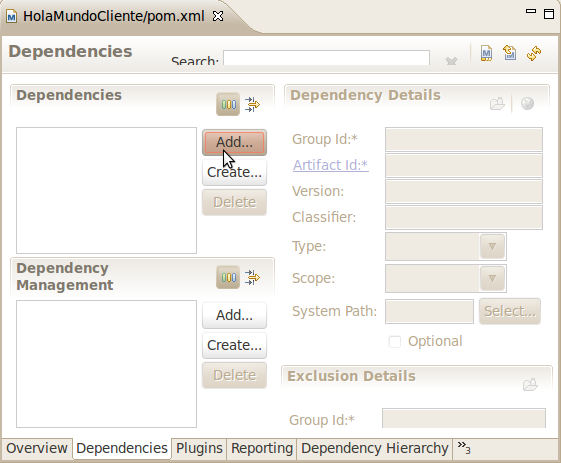 HolaMundoCliente/pom.xml
Dependencies
Search:
Dependencies
Add...
Create...
Delete
Dependency Management
Add...
Create...
Delete
Dependency Details
Group Id:*
Artifact Id:*
Version:
Classifier:
Type:
Scope:
System Path:
Select...
Optional
Exclusion Details
Group Id:*
Overview Dependencies Plugins Reporting Dependency Hierarchy »3